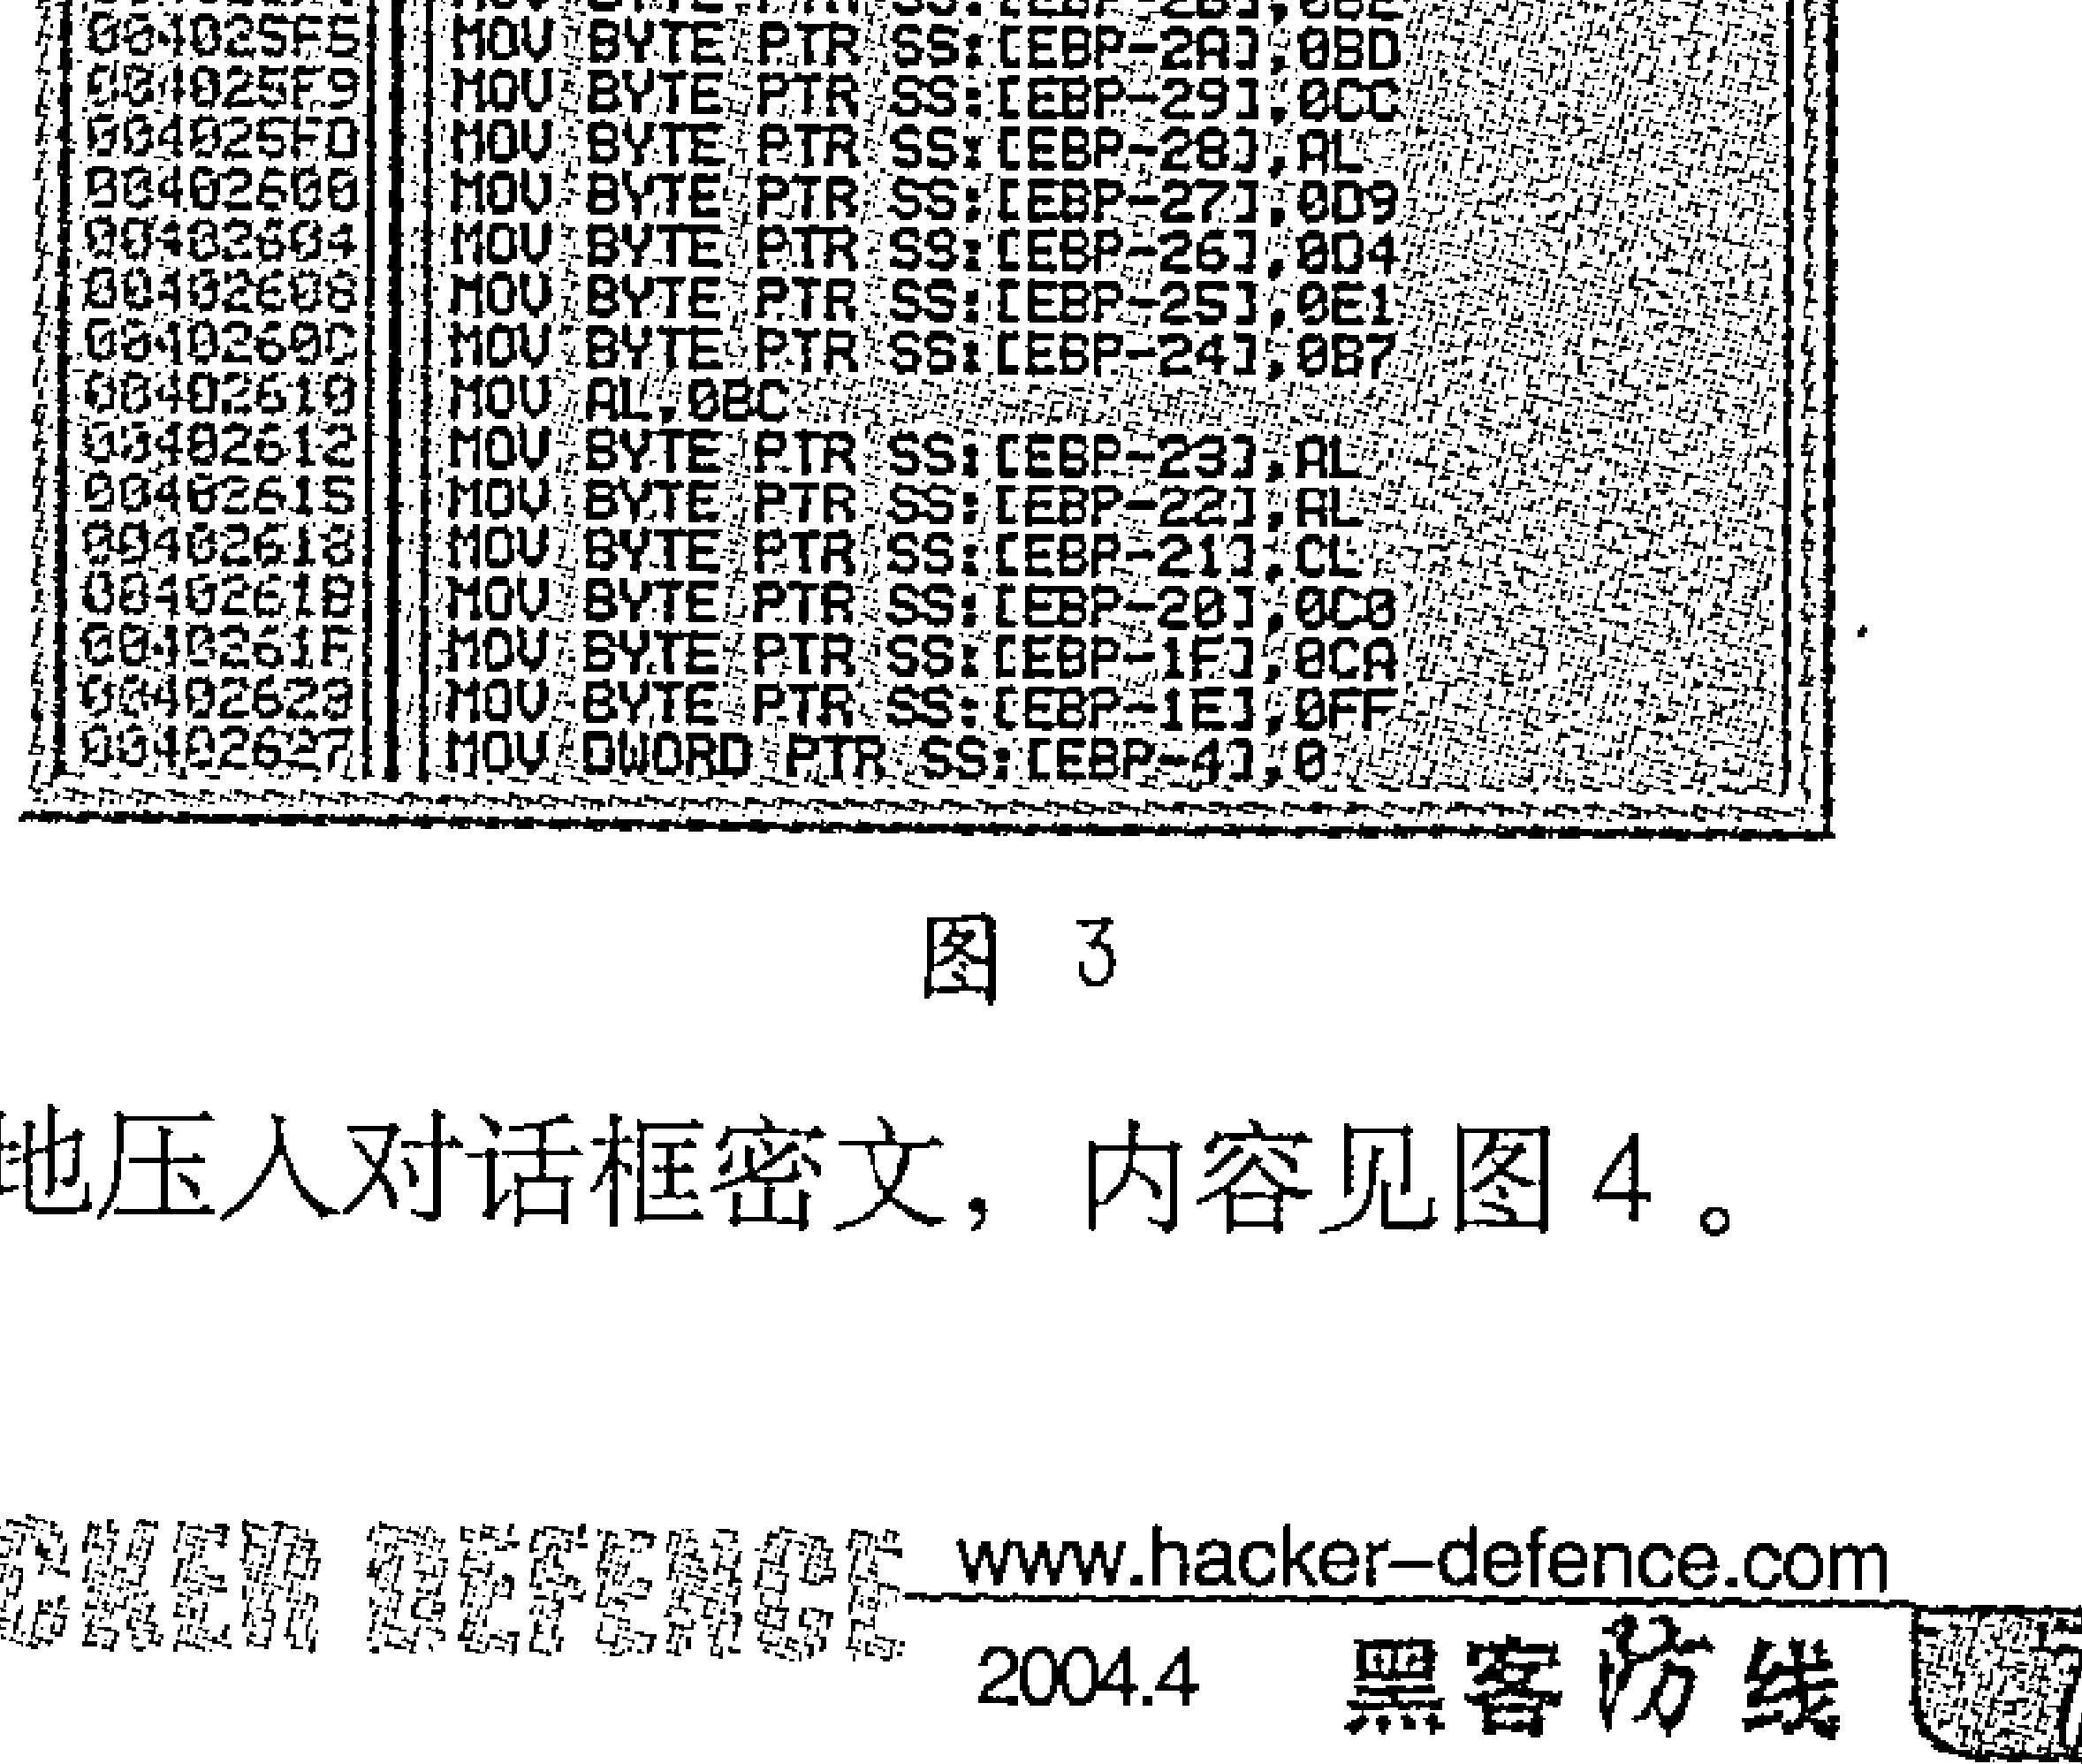 004025F5 MOV BYTE PTR SS:[EBP-2A],0BD
004025F9 MOV BYTE PTR SS:[EBP-29],0CC
004025FD MOV BYTE PTR SS:[EBP-28],AL
00402600 MOV BYTE PTR SS:[EBP-27],0D9
00402604 MOV BYTE PTR SS:[EBP-26],0D4
00402608 MOV BYTE PTR SS:[EBP-25],0E1
0040260C MOV BYTE PTR SS:[EBP-24],0B7
00402610 MOV AL,0BC
00402612 MOV BYTE PTR SS:[EBP-23],AL
00402615 MOV BYTE PTR SS:[EBP-22],AL
00402618 MOV BYTE PTR SS:[EBP-21],CL
0040261B MOV BYTE PTR SS:[EBP-20],0C0
0040261F MOV BYTE PTR SS:[EBP-1F],0CA
00402623 MOV BYTE PTR SS:[EBP-1E],0FF
00402627 MOV DWORD PTR SS:[EBP-4],0
图 3
地压入对话框密文，内容见图4。
CKER DEFENCE www.hacker-defence.com
2004.4 黑客防线